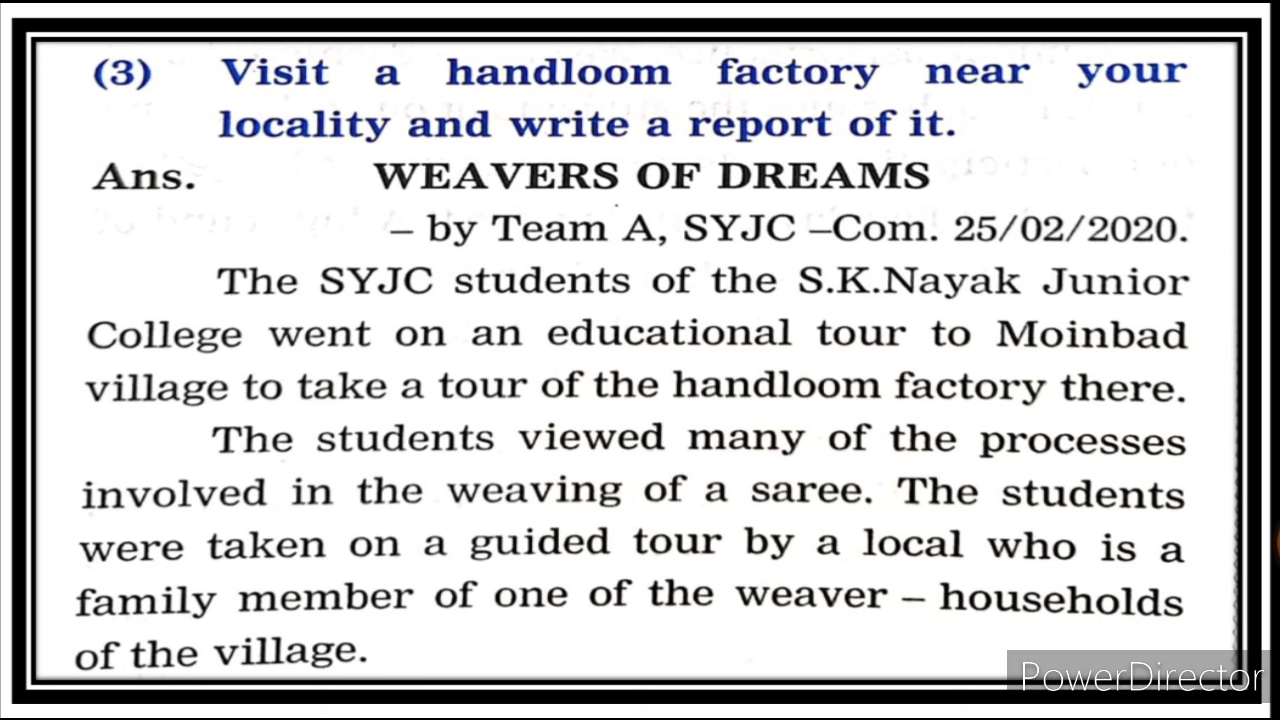 (3) Visit a handloom factory near your
locality and write a report of it.
Ans. WEAVERS OF DREAMS
– by Team A, SYJC –Com. 25/02/2020.
The SYJC students of the S.K.Nayak Junior
College went on an educational tour to Moinbad
village to take a tour of the handloom factory there.
The students viewed many of the processes
involved in the weaving of a saree. The students
were taken on a guided tour by a local who is a
family member of one of the weaver – households
of the village.
PowerDirector